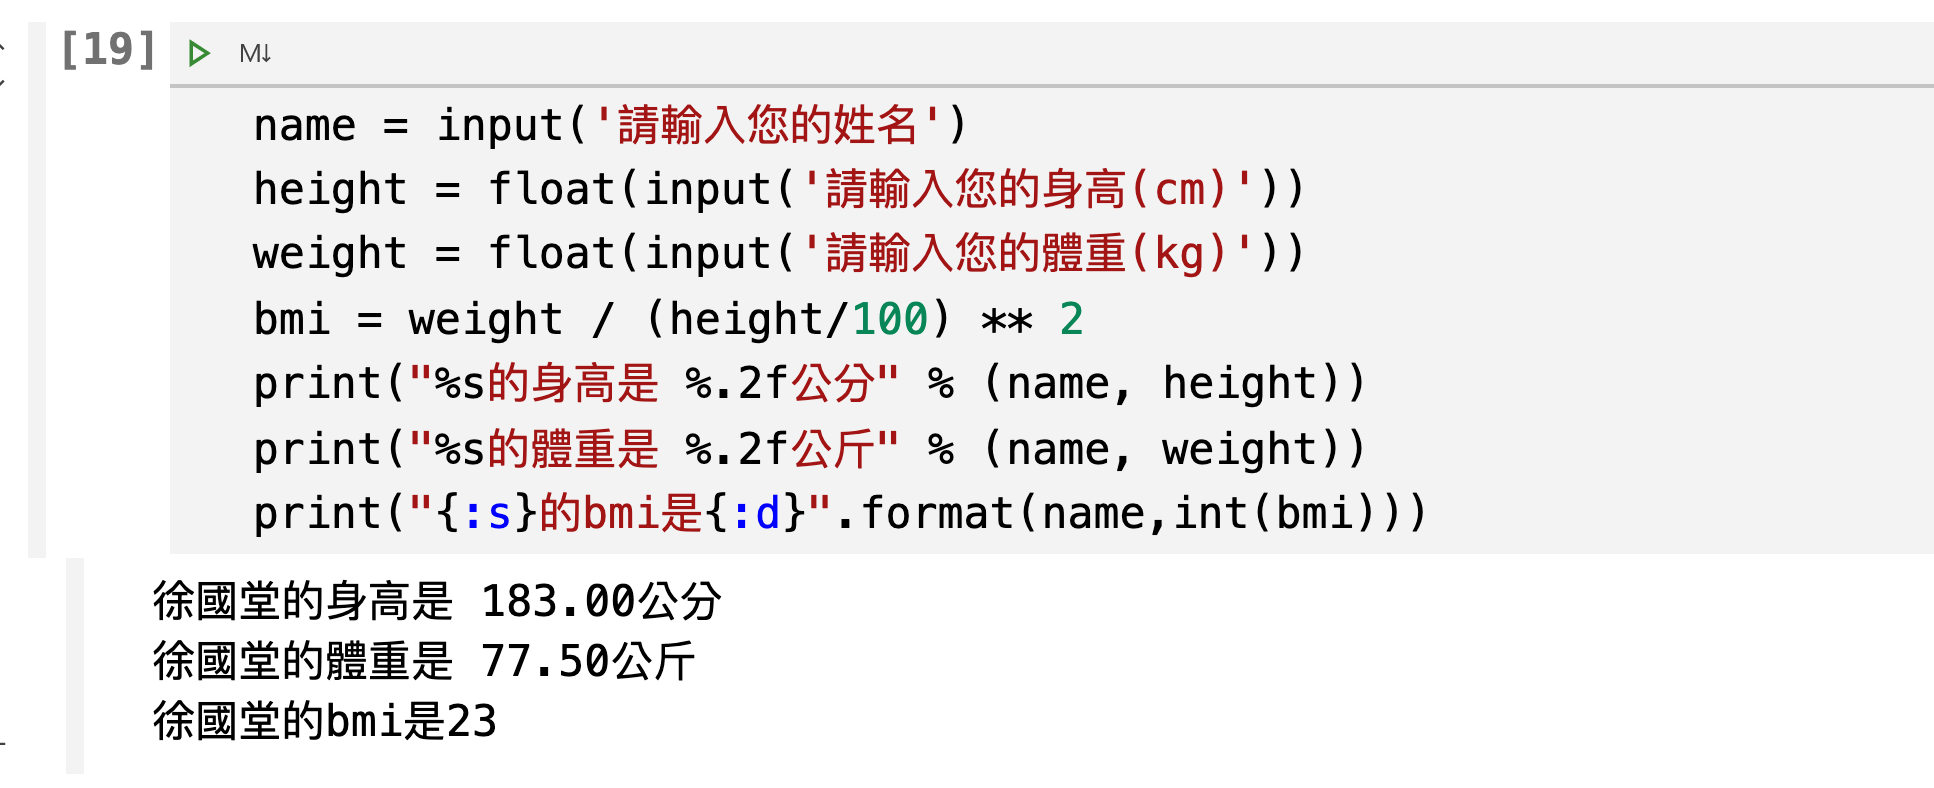 [19] M↓
name = input('請輸入您的姓名')
height = float(input('請輸入您的身高(cm)'))
weight = float(input('請輸入您的體重(kg)'))
bmi = weight / (height/100) ** 2
print("%s的身高是 %.2f公分" % (name, height))
print("%s的體重是 %.2f公斤" % (name, weight))
print("{:s}的bmi是{:d}".format(name,int(bmi)))
徐國堂的身高是 183.00公分
徐國堂的體重是 77.50公斤
徐國堂的bmi是23